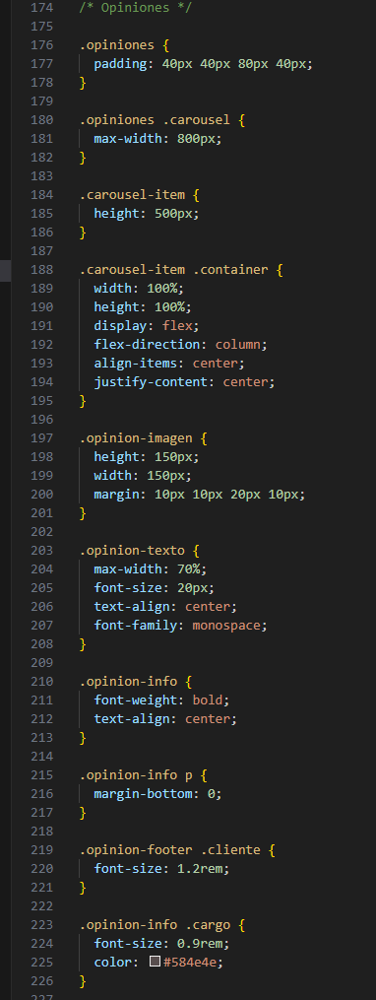 174 /* Opiniones */
175
176 .opiniones {
177 padding: 40px 40px 80px 40px;
178 }
179
180 .opiniones .carousel {
181 max-width: 800px;
182 }
183
184 .carousel-item {
185 height: 500px;
186 }
187
188 .carousel-item .container {
189 width: 100%;
190 height: 100%;
191 display: flex;
192 flex-direction: column;
193 align-items: center;
194 justify-content: center;
195 }
196
197 .opinion-imagen {
198 height: 150px;
199 width: 150px;
200 margin: 10px 10px 20px 10px;
201 }
202
203 .opinion-texto {
204 max-width: 70%;
205 font-size: 20px;
206 text-align: center;
207 font-family: monospace;
208 }
209
210 .opinion-info {
211 font-weight: bold;
212 text-align: center;
213 }
214
215 .opinion-info p {
216 margin-bottom: 0;
217 }
218
219 .opinion-footer .cliente {
220 font-size: 1.2rem;
221 }
222
223 .opinion-info .cargo {
224 font-size: 0.9rem;
225 color: #584e4e;
226 }
227